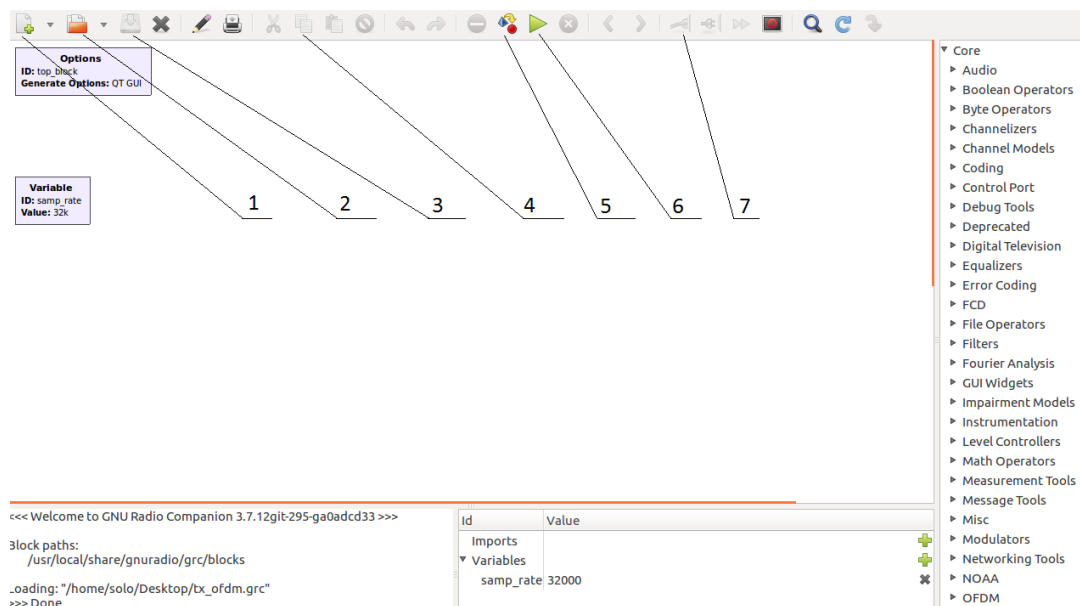 Options
ID: top_block
Generate Options: QT GUI
Variable
ID: samp_rate
Value: 32k
1
2
3
4
5
6
7
Core
Audio
Boolean Operators
Byte Operators
Channelizers
Channel Models
Coding
Control Port
Debug Tools
Deprecated
Digital Television
Equalizers
Error Coding
FCD
File Operators
Filters
Fourier Analysis
GUI Widgets
Impairment Models
Instrumentation
Level Controllers
Math Operators
Measurement Tools
Message Tools
Misc
Modulators
Networking Tools
NOAA
OFDM
<<< Welcome to GNU Radio Companion 3.7.12git-295-ga0adcd33 >>>
Block paths:
/usr/local/share/gnuradio/grc/blocks
Loading: "/home/solo/Desktop/tx_ofdm.grc"
>>> Done
Id Value
Imports
Variables
samp_rate 32000